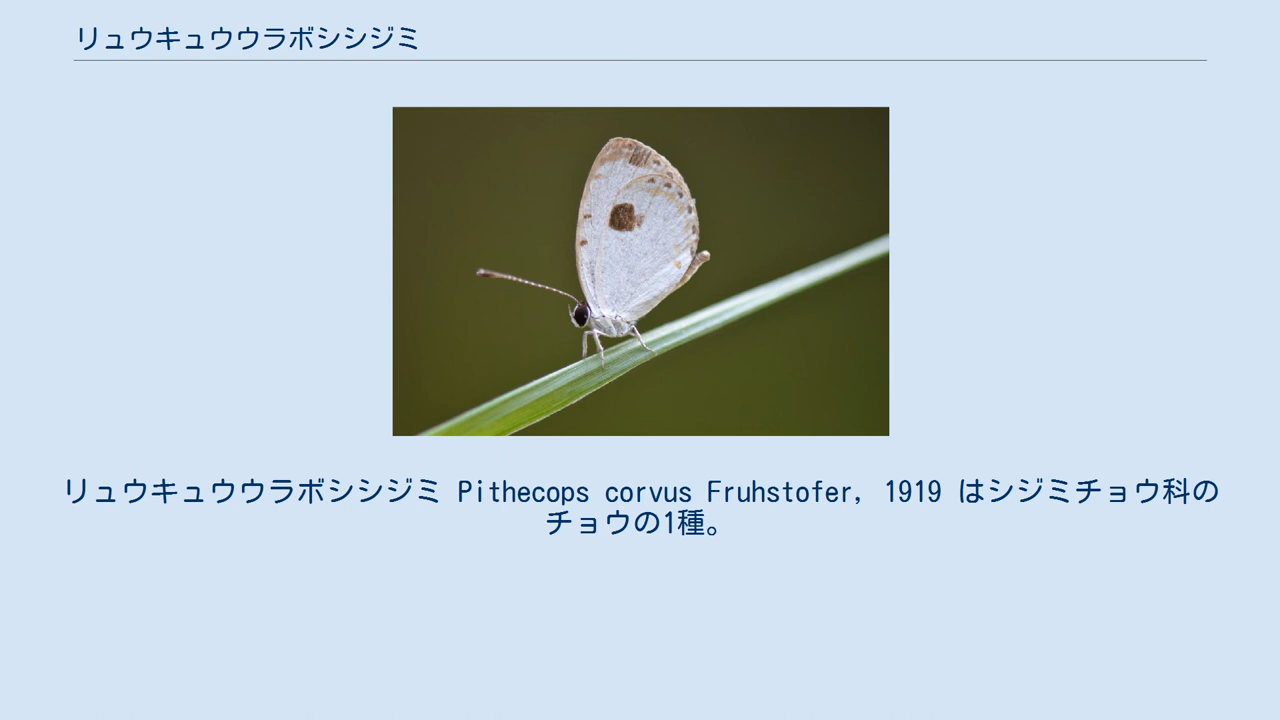 リュウキュウウラボシシジミ
リュウキュウウラボシシジミ Pithecops corvus Fruhstofer, 1919 はシジミチョウ科の
チョウの1種。